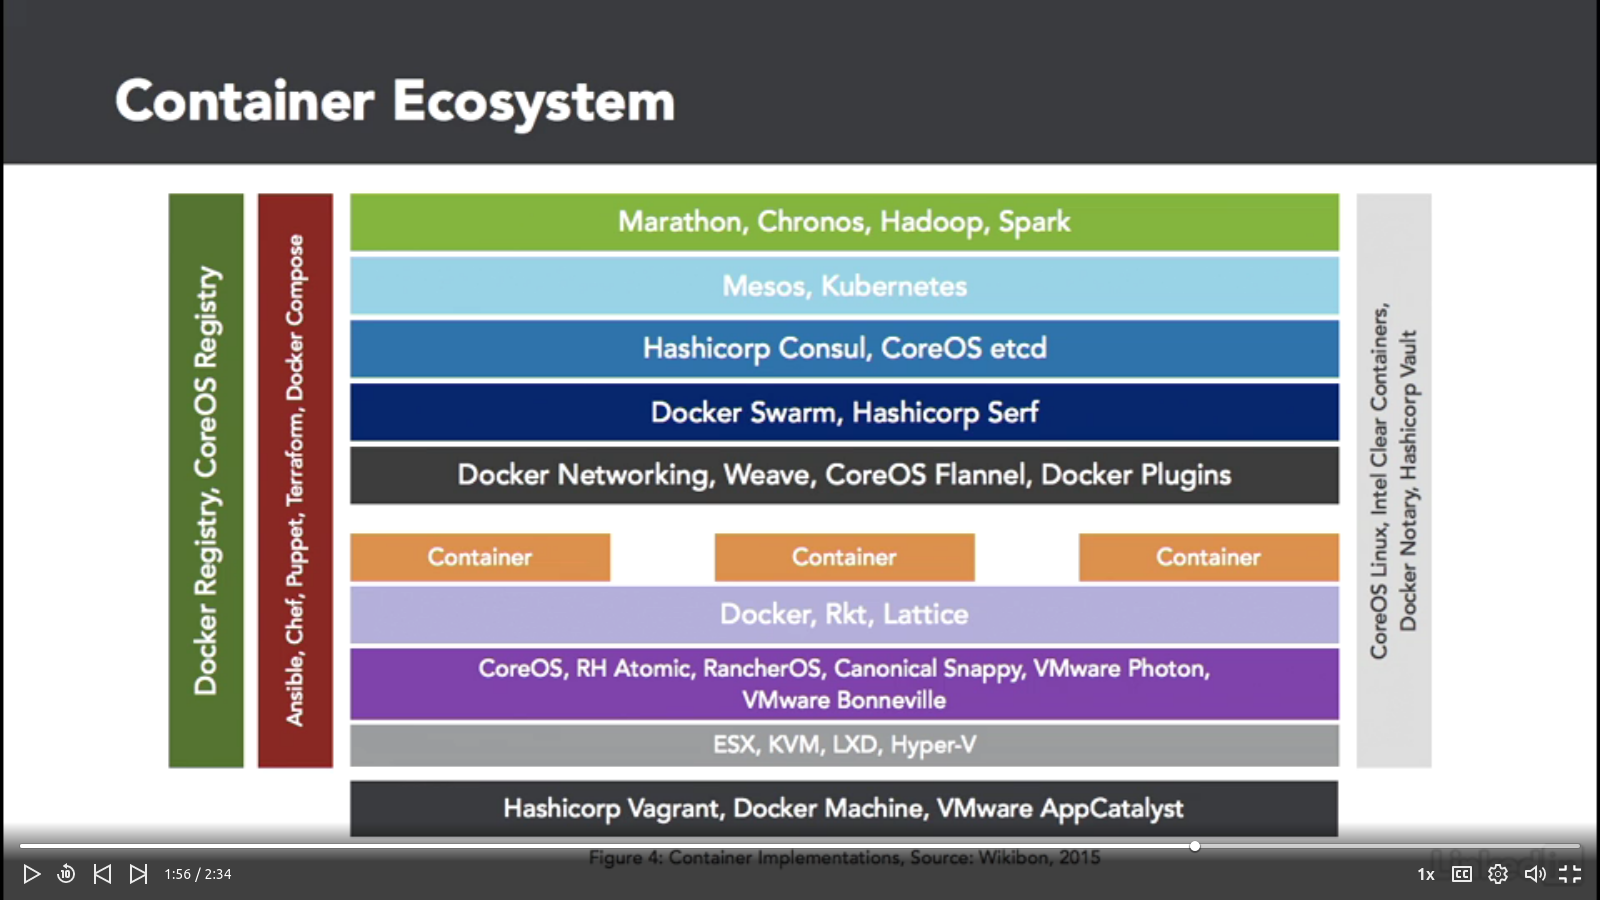 Container Ecosystem
Docker Registry, CoreOS Registry
Ansible, Chef, Puppet, Terraform, Docker Compose
Marathon, Chronos, Hadoop, Spark
Mesos, Kubernetes
Hashicorp Consul, CoreOS etcd
Docker Swarm, Hashicorp Serf
Docker Networking, Weave, CoreOS Flannel, Docker Plugins
Container Container Container
Docker, Rkt, Lattice
CoreOS, RH Atomic, RancherOS, Canonical Snappy, VMware Photon,
VMware Bonneville
ESX, KVM, LXD, Hyper-V
Hashicorp Vagrant, Docker Machine, VMware AppCatalyst
CoreOS Linux, Intel Clear Containers,
Docker Notary, Hashicorp Vault
Figure 4: Container Implementations, Source: Wikibon, 2015
10
1:56 / 2:34
1x
CC